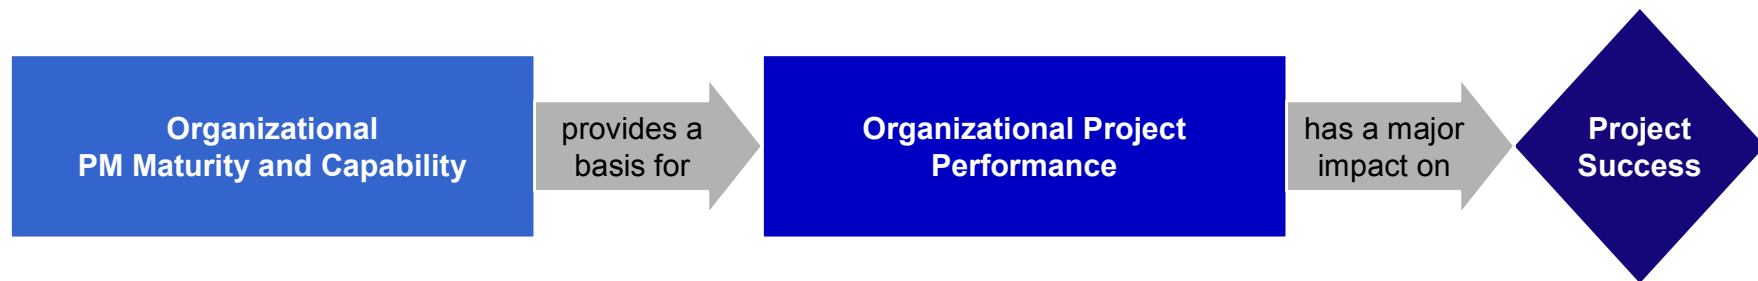 Organizational
PM Maturity and Capability
provides a
basis for
Organizational Project
Performance
has a major
impact on
Project
Success